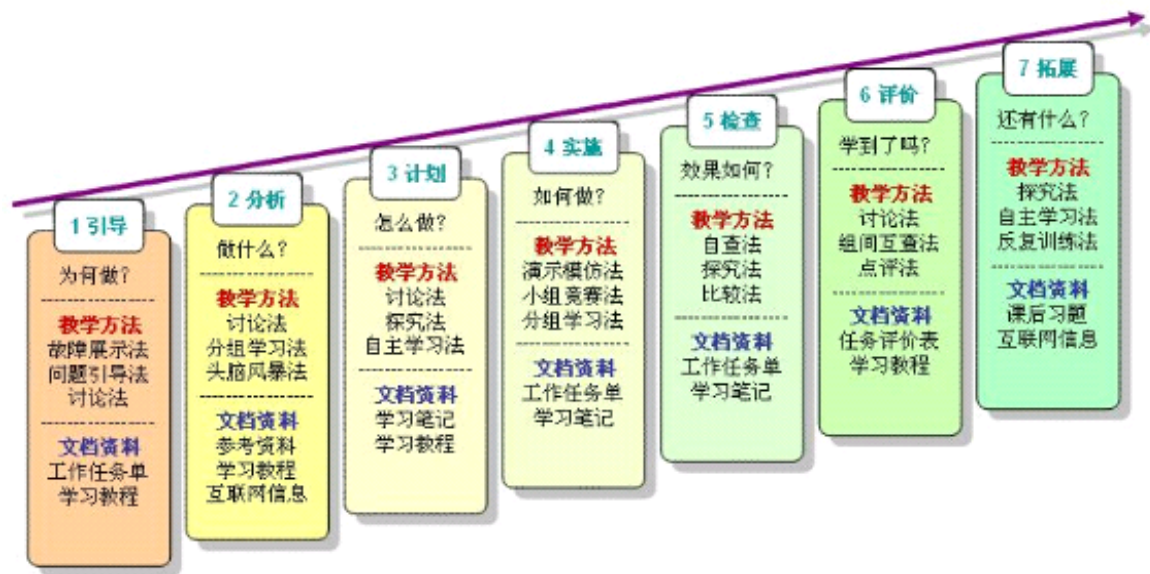 1 引导
为何做？
教学方法
故障展示法
问题引导法
讨论法
文档资料
工作任务单
学习教程
2 分析
做什么？
教学方法
讨论法
分组学习法
头脑风暴法
文档资料
参考资料
学习教程
互联网信息
3 计划
怎么做？
教学方法
讨论法
探究法
自主学习法
文档资料
学习笔记
学习教程
4 实施
如何做？
教学方法
演示模仿法
小组竞赛法
分组学习法
文档资料
工作任务单
学习笔记
5 检查
效果如何？
教学方法
自查法
探究法
比较法
文档资料
工作任务单
学习笔记
6 评价
学到了吗？
教学方法
讨论法
组间互查法
点评法
文档资料
任务评价表
学习教程
7 拓展
还有什么？
教学方法
探究法
自主学习法
反复训练法
文档资料
课后习题
互联网信息